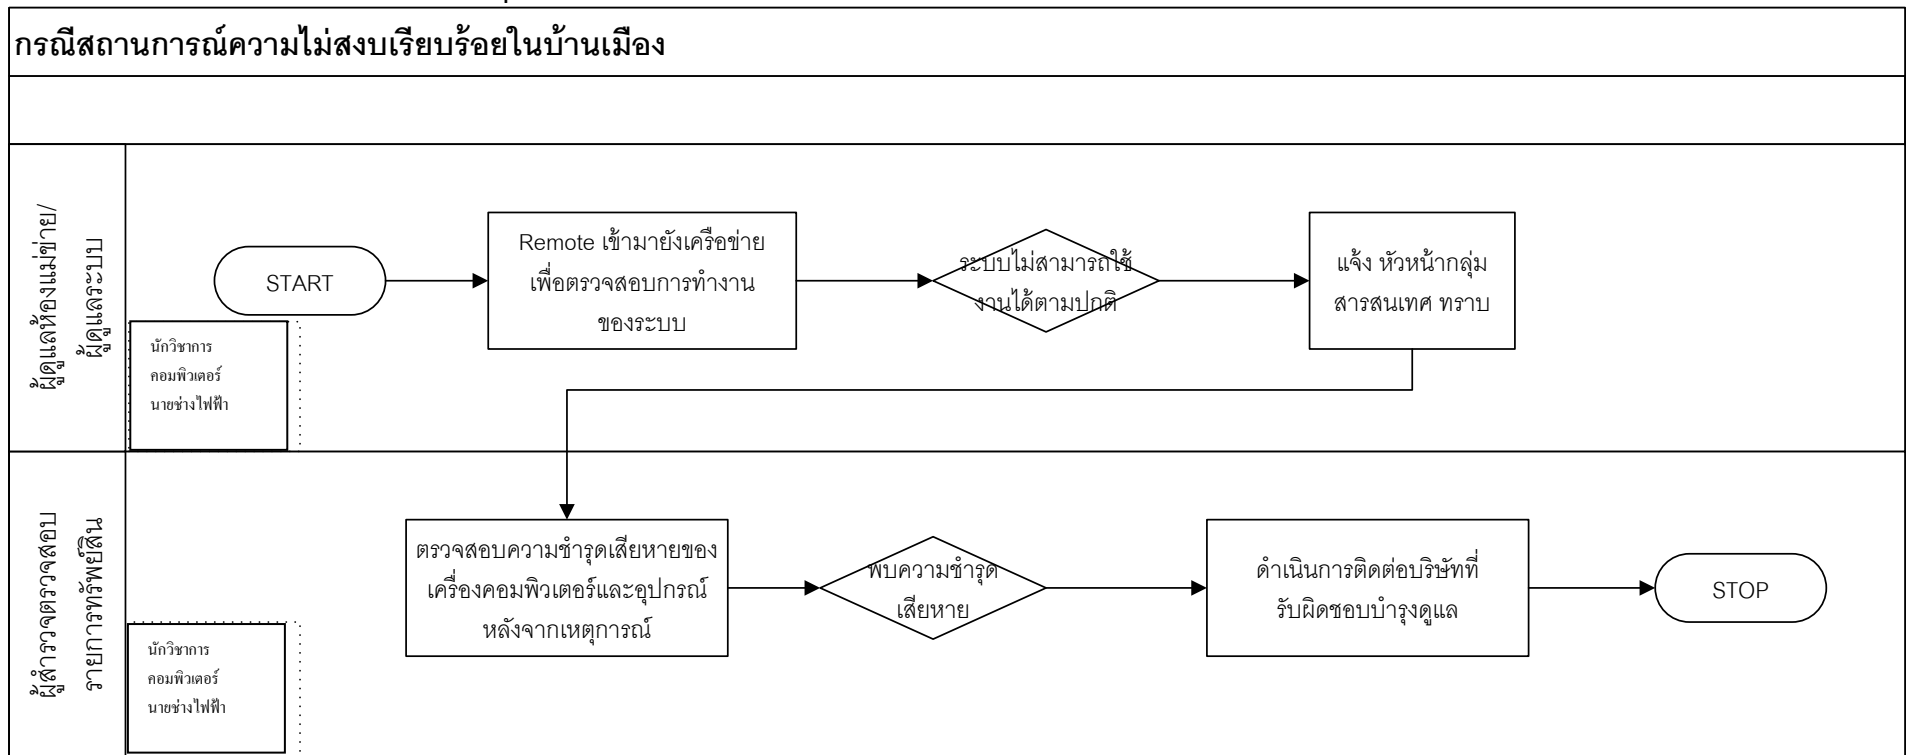 กรณีสถานการณ์ความไม่สงบเรียบร้อยในบ้านเมือง
ผู้ดูแลห้องแม่ข่าย/
ผู้ดูแลระบบ
START
Remote เข้ามายังเครือข่าย
เพื่อตรวจสอบการทำงาน
ของระบบ
ระบบไม่สามารถใช้
งานได้ตามปกติ
แจ้ง หัวหน้ากลุ่ม
สารสนเทศ ทราบ
นักวิชาการ
คอมพิวเตอร์
นายช่างไฟฟ้า
ผู้สำรวจตรวจสอบ
รายการทรัพย์สิน
ตรวจสอบความชำรุดเสียหายของ
เครื่องคอมพิวเตอร์และอุปกรณ์
หลังจากเหตุการณ์
พบความชำรุด
เสียหาย
ดำเนินการติดต่อบริษัทที่
รับผิดชอบบำรุงดูแล
STOP
นักวิชาการ
คอมพิวเตอร์
นายช่างไฟฟ้า